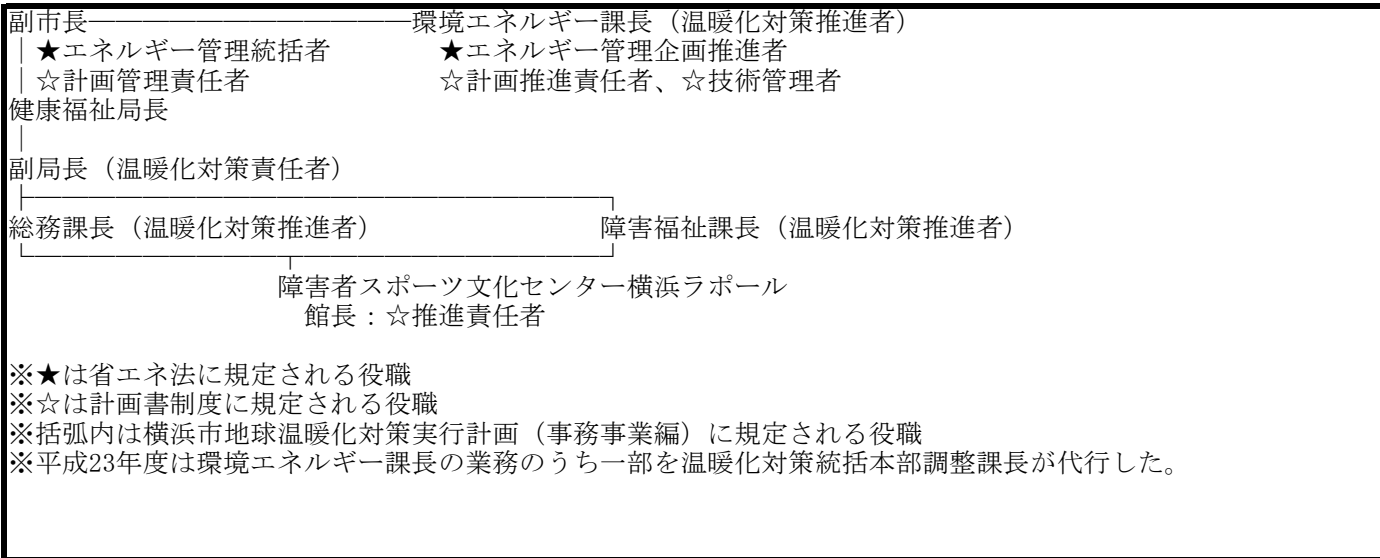 副市長――――――――――――環境エネルギー課長（温暖化対策推進者）
｜★エネルギー管理統括者　　　　★エネルギー管理企画推進者
｜☆計画管理責任者　　　　　　　☆計画推進責任者、☆技術管理者
健康福祉局長
｜
副局長（温暖化対策責任者）
├―――――――――――――――――――――┐
総務課長（温暖化対策推進者）　　　　　　　　　障害福祉課長（温暖化対策推進者）
└――――――――――┬―――――――――――┘
障害者スポーツ文化センター横浜ラポール
館長：☆推進責任者
※★は省エネ法に規定される役職
※☆は計画書制度に規定される役職
※括弧内は横浜市地球温暖化対策実行計画（事務事業編）に規定される役職
※平成23年度は環境エネルギー課長の業務のうち一部を温暖化対策統括本部調整課長が代行した。